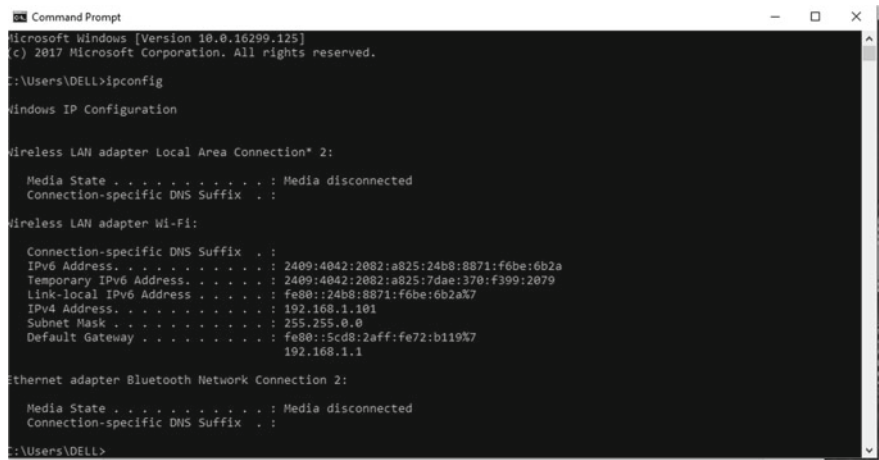 Command Prompt
Microsoft Windows [Version 10.0.16299.125]
(c) 2017 Microsoft Corporation. All rights reserved.
C:\Users\DELL>ipconfig
Windows IP Configuration
Wireless LAN adapter Local Area Connection* 2:
Media State . . . . . . . . . . . : Media disconnected
Connection-specific DNS Suffix . :
Wireless LAN adapter Wi-Fi:
Connection-specific DNS Suffix . :
IPv6 Address. . . . . . . . . . . : 2409:4042:2082:a825:24b8:8871:f6be:6b2a
Temporary IPv6 Address. . . . . . : 2409:4042:2082:a825:7dae:370:f399:2079
Link-local IPv6 Address . . . . . : fe80::24b8:8871:f6be:6b2a%7
IPv4 Address. . . . . . . . . . . : 192.168.1.101
Subnet Mask . . . . . . . . . . . : 255.255.0.0
Default Gateway . . . . . . . . . : fe80::5cd8:2aff:fe72:b119%7
192.168.1.1
Ethernet adapter Bluetooth Network Connection 2:
Media State . . . . . . . . . . . : Media disconnected
Connection-specific DNS Suffix . :
C:\Users\DELL>